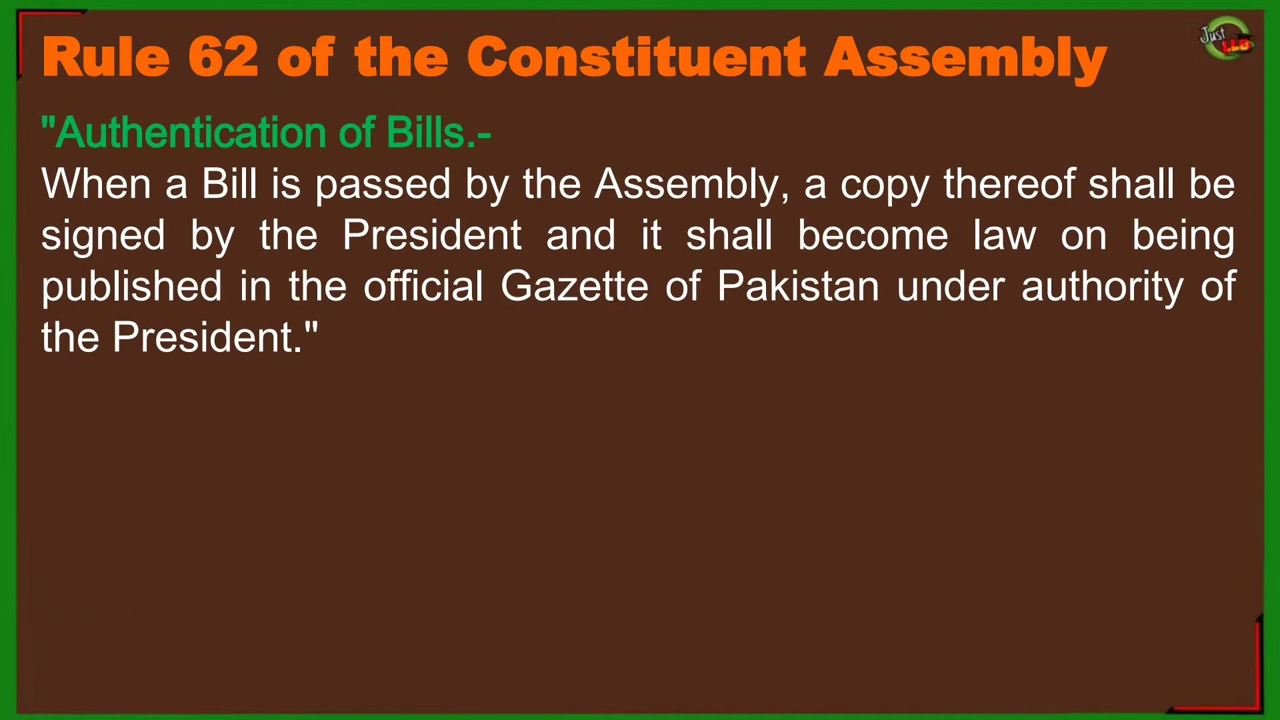 Rule 62 of the Constituent Assembly
Just
LLB
"Authentication of Bills.-
When a Bill is passed by the Assembly, a copy thereof shall be
signed by the President and it shall become law on being
published in the official Gazette of Pakistan under authority of
the President."